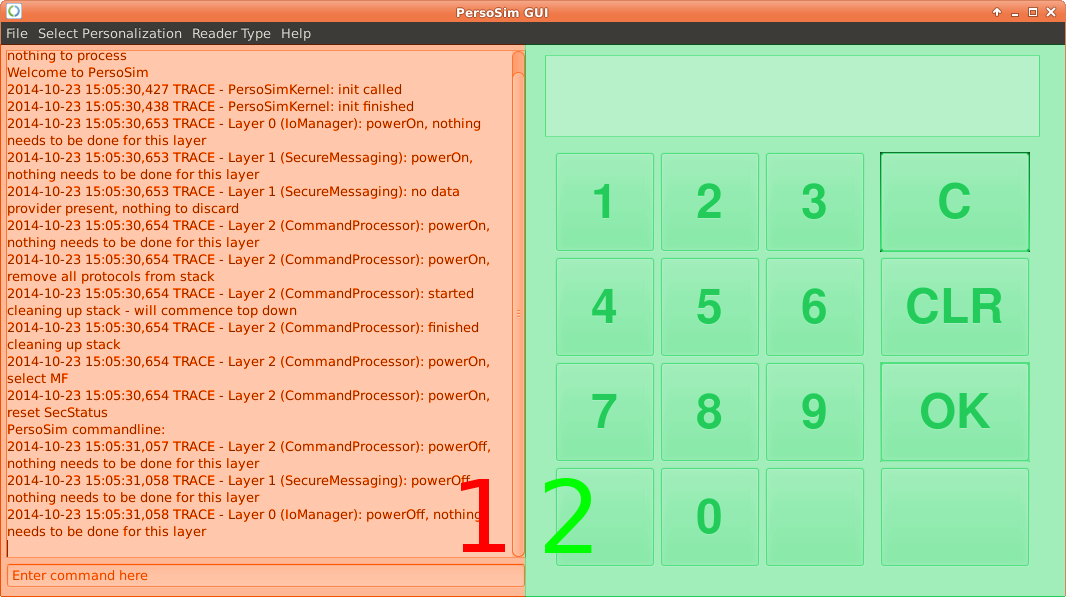 PersoSim GUI
File Select Personalization Reader Type Help
nothing to process
Welcome to PersoSim
2014-10-23 15:05:30,427 TRACE - PersoSimKernel: init called
2014-10-23 15:05:30,438 TRACE - PersoSimKernel: init finished
2014-10-23 15:05:30,653 TRACE - Layer 0 (IoManager): powerOn, nothing
needs to be done for this layer
2014-10-23 15:05:30,653 TRACE - Layer 1 (SecureMessaging): powerOn,
nothing needs to be done for this layer
2014-10-23 15:05:30,653 TRACE - Layer 1 (SecureMessaging): no data
provider present, nothing to discard
2014-10-23 15:05:30,654 TRACE - Layer 2 (CommandProcessor): powerOn,
nothing needs to be done for this layer
2014-10-23 15:05:30,654 TRACE - Layer 2 (CommandProcessor): powerOn,
remove all protocols from stack
2014-10-23 15:05:30,654 TRACE - Layer 2 (CommandProcessor): started
cleaning up stack - will commence top down
2014-10-23 15:05:30,654 TRACE - Layer 2 (CommandProcessor): finished
cleaning up stack
2014-10-23 15:05:30,654 TRACE - Layer 2 (CommandProcessor): powerOn,
select MF
2014-10-23 15:05:30,654 TRACE - Layer 2 (CommandProcessor): powerOn,
reset SecStatus
PersoSim commandline:
2014-10-23 15:05:31,057 TRACE - Layer 2 (CommandProcessor): powerOff,
nothing needs to be done for this layer
2014-10-23 15:05:31,058 TRACE - Layer 1 (SecureMessaging): powerOff,
nothing needs to be done for this layer
2014-10-23 15:05:31,058 TRACE - Layer 0 (IoManager): powerOff, nothing
needs to be done for this layer
Enter command here
1
2
1 2 3 C
4 5 6 CLR
7 8 9 OK
0